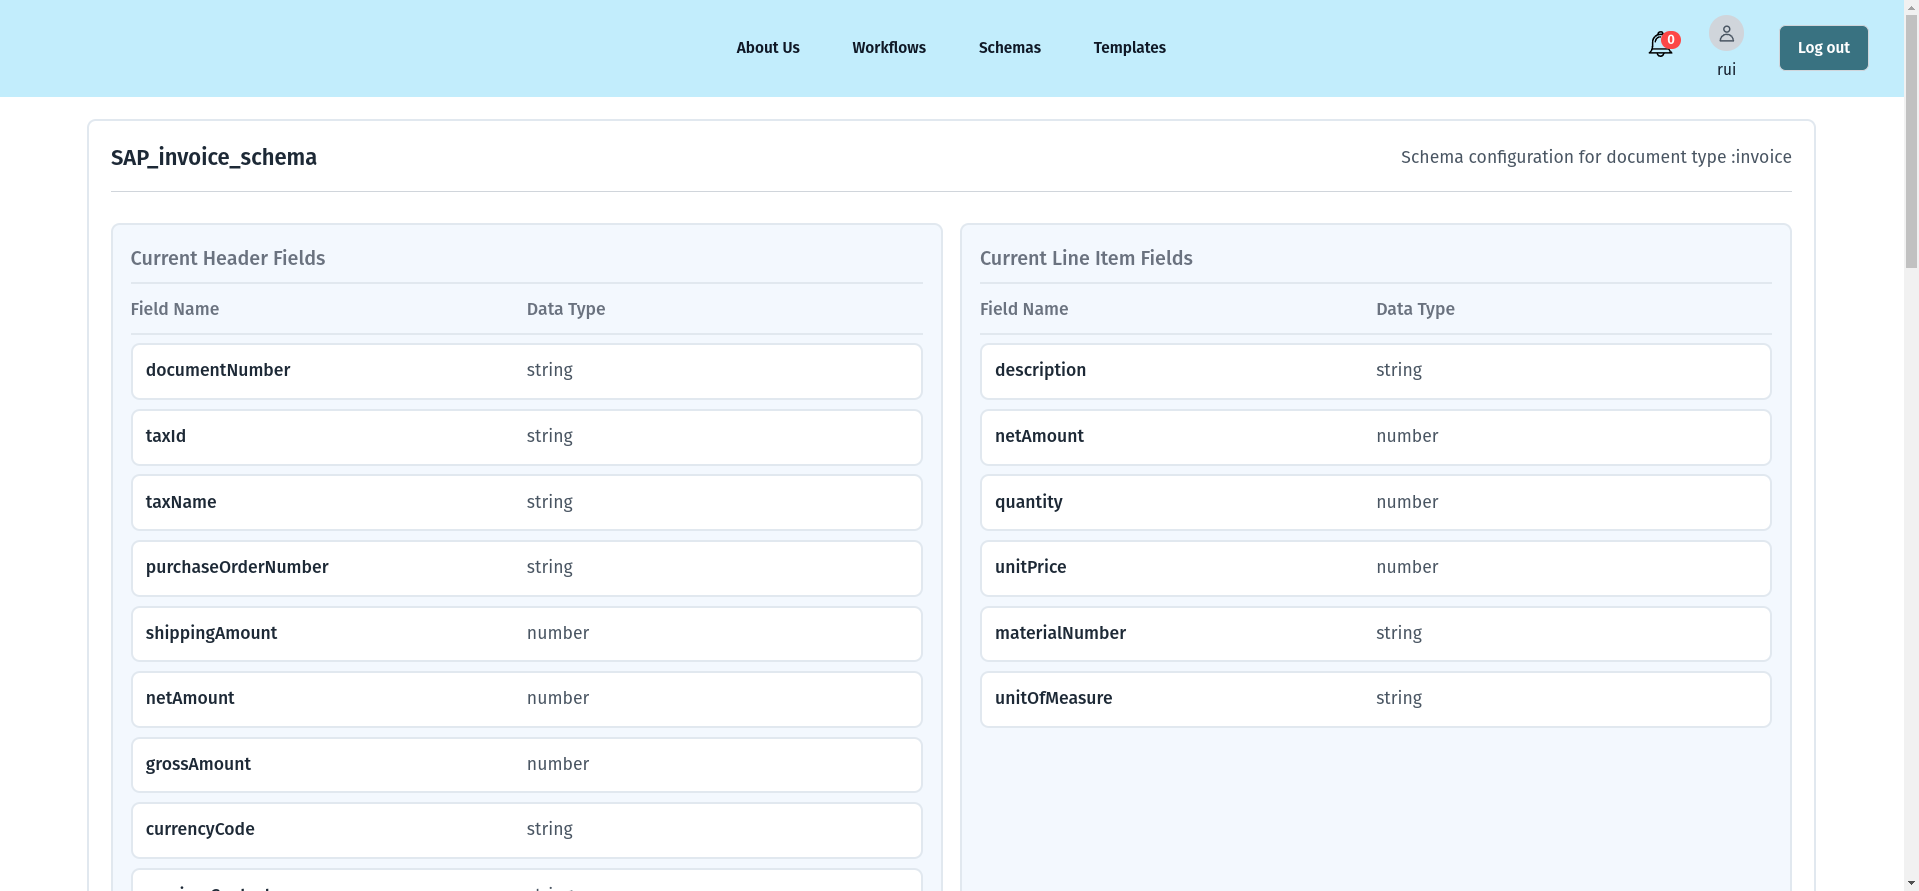 About Us
Workflows
Schemas
Templates
0
rui
Log out
SAP_invoice_schema
Schema configuration for document type :invoice
Current Header Fields
Field Name Data Type
documentNumber string
taxId string
taxName string
purchaseOrderNumber string
shippingAmount number
netAmount number
grossAmount number
currencyCode string
Current Line Item Fields
Field Name Data Type
description string
netAmount number
quantity number
unitPrice number
materialNumber string
unitOfMeasure string